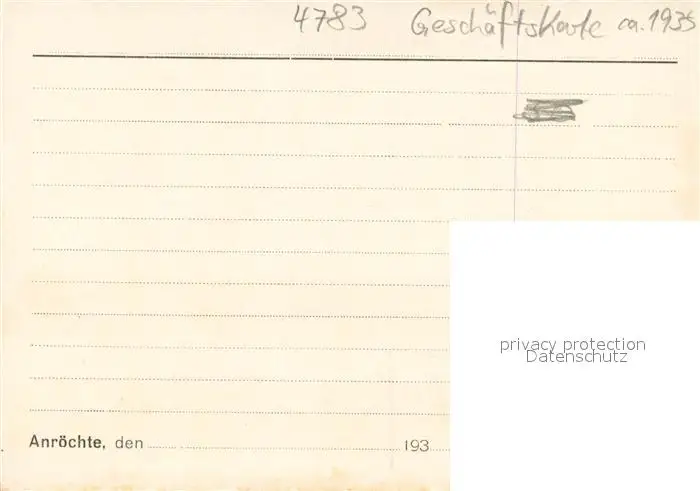 4783 Geschäftskarte ca. 1935
privacy protection
Datenschutz
Anröchte, den 193